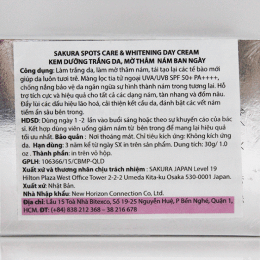 SAKURA SPOTS CARE & WHITENING DAY CREAM
KEM DƯỠNG TRẮNG DA, MỜ THÂM NÁM BAN NGÀY
Công dụng: Làm trắng da, làm mờ thâm nám, tái tạo lại các tế bào mới
giúp da luôn tươi trẻ. Màng lọc tia tử ngoại UVA/UVB SPF 50+ PA++++,
chống nắng bảo vệ da ngăn ngừa sự hình thành nám trong tương lai. Hỗ
trợ tích cực và hiệu quả cho tất cả các dạng nám, tàn nhang và đốm nâu.
Đẩy lùi các dấu hiệu lão hoá, cải thiện kết cấu da, đánh bật các vết nám
tiềm ẩn sâu bên trong.
HDSD: Dùng ngày 1 -2 lần vào buổi sáng hoặc theo sự khuyến cáo của bác
sĩ. Kết hợp dùng viên uống giảm nám từ bên trong để mang lại hiệu quả
tối ưu nhất. Bảo quản: Nơi thoáng mát. Tác dụng phụ: Không kích ứng
da. Hạn dùng: 3 năm kể từ ngày SX in trên sản phẩm. Dung tích: 30g/ 1.0
oz . Thành phần: in trên vỏ hộp.
GPLH: 106366/15/CBMP-QLD
Xuất xứ và thương nhân chịu trách nhiệm : SAKURA JAPAN Level 19
Hilton Plaza West Office Tower 2-2-2 Umeda Kita-ku Osaka 530-0001 Japan.
Xuất xứ: Nhật Bản.
Nhà Nhập khẩu: New Horizon Connection Co., Ltd.
Địa chỉ: Lầu 15 Toà Nhà Bitexco, Số 19-25 Nguyễn Huệ, P Bến Nghé, Quận 1,
HCM. ĐT: (+84) 838 212 368 – 38 216 678